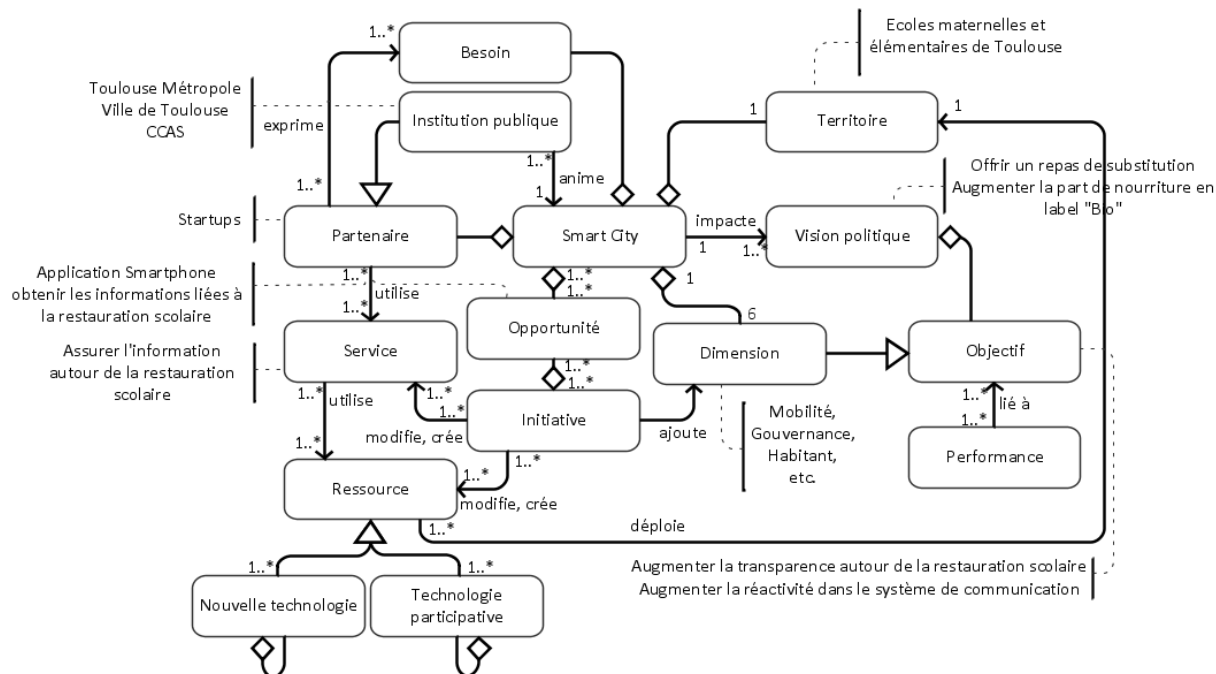 Ecoles maternelles et
élémentaires de Toulouse
1..*
Besoin
Toulouse Métropole
Ville de Toulouse
CCAS
exprime
Institution publique
1
Territoire
1
1..*
anime
1
Offrir un repas de substitution
Augmenter la part de nourriture en
label "Bio"
1..*
Startups
Partenaire
Smart City
impacte
1
1..*
Vision politique
Application Smartphone
obtenir les informations liées à
la restauration scolaire
1..*
utilise
1..*
1..*
1..*
1
6
Opportunité
Assurer l'information
autour de la restauration
scolaire
Service
Dimension
Objectif
1..*
1..*
1..*
utilise
1..*
1..*
modifie, crée
Initiative
ajoute
Mobilité,
Gouvernance,
Habitant,
etc.
1..*
lié à
1..*
Performance
1..*
Ressource
1..*
1..*
modifie, crée
1..*
déploie
1..*
1..*
Nouvelle technologie
Technologie
participative
Augmenter la transparence autour de la restauration scolaire
Augmenter la réactivité dans le système de communication